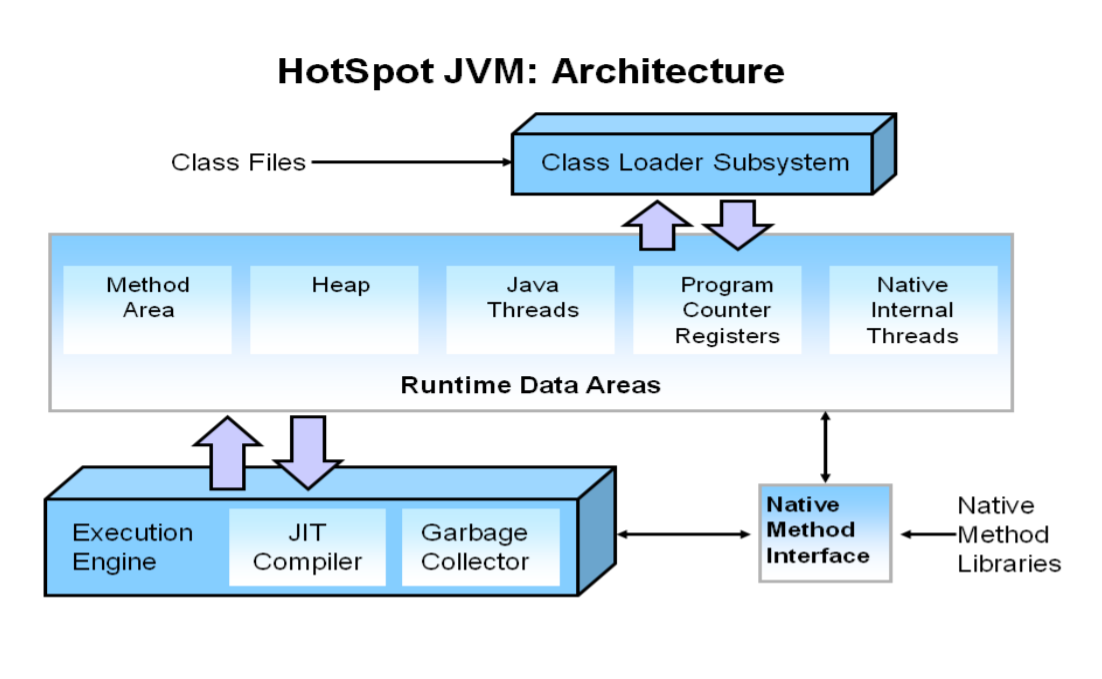 HotSpot JVM: Architecture
Class Files
Class Loader Subsystem
Method
Area
Heap
Java
Threads
Program
Counter
Registers
Native
Internal
Threads
Runtime Data Areas
Execution
Engine
JIT
Compiler
Garbage
Collector
Native
Method
Interface
Native
Method
Libraries